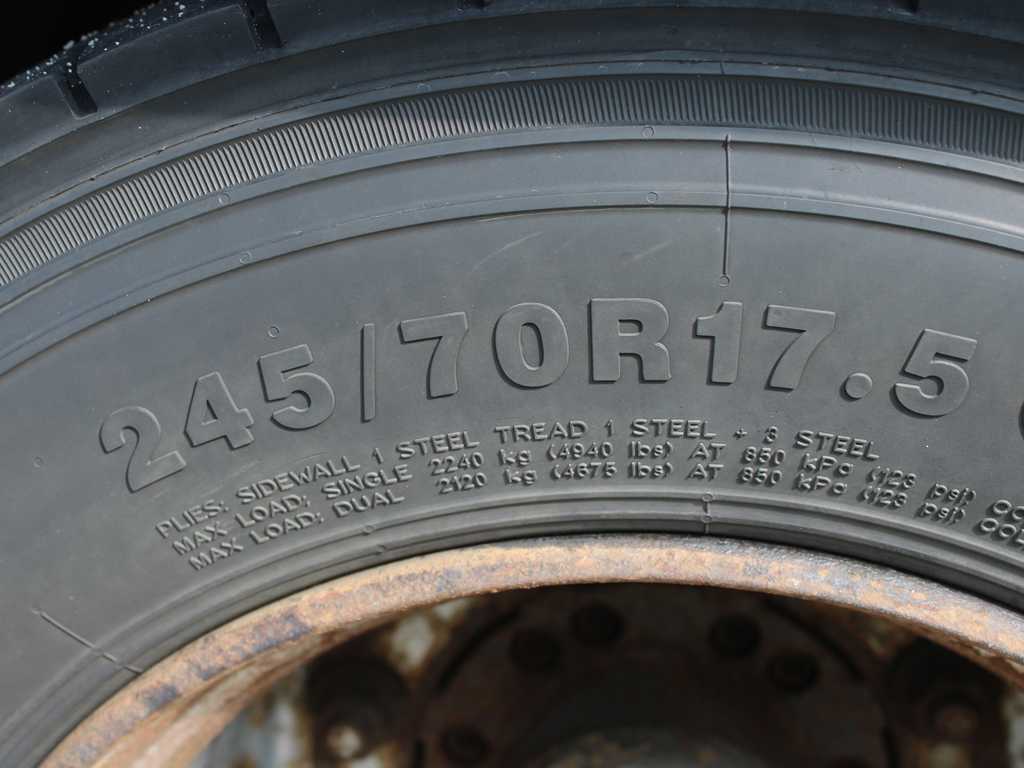 245/70R17.5
PLIES: SIDEWALL 1 STEEL TREAD 1 STEEL + 3 STEEL
MAX LOAD: SINGLE 2240 kg (4940 lbs) AT 850 kPa (123 psi)
MAX LOAD: DUAL 2120 kg (4675 lbs) AT 850 kPa (123 psi)